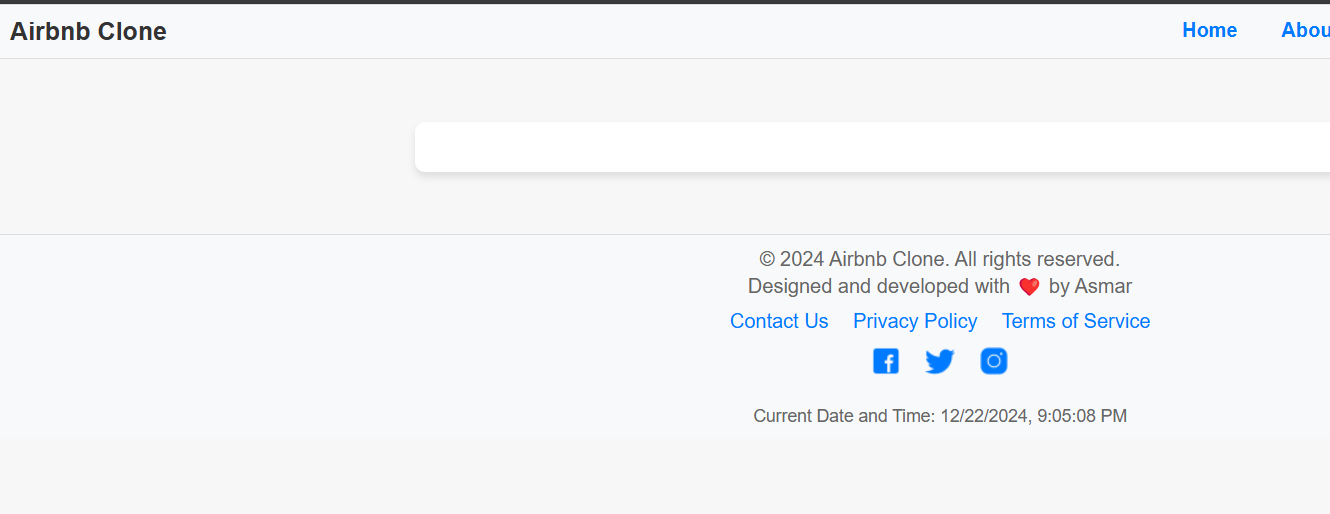 Airbnb Clone
Home Abou
© 2024 Airbnb Clone. All rights reserved.
Designed and developed with ❤️ by Asmar
Contact Us Privacy Policy Terms of Service
Current Date and Time: 12/22/2024, 9:05:08 PM